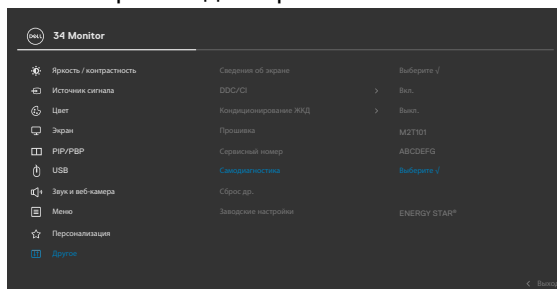 DELL 34 Monitor
Яркость / контрастность Сведения об экране Выберите √
Источник сигнала DDC/CI > Вкл.
Цвет Кондиционирование ЖКД > Выкл.
Экран Прошивка M2T101
PIP/PBP Сервисный номер ABCDEFG
USB Самодиагностика Выберите √
Звук и веб-камера Сброс др.
Меню Заводские настройки ENERGY STAR®
Персонализация
Другое
< Выход